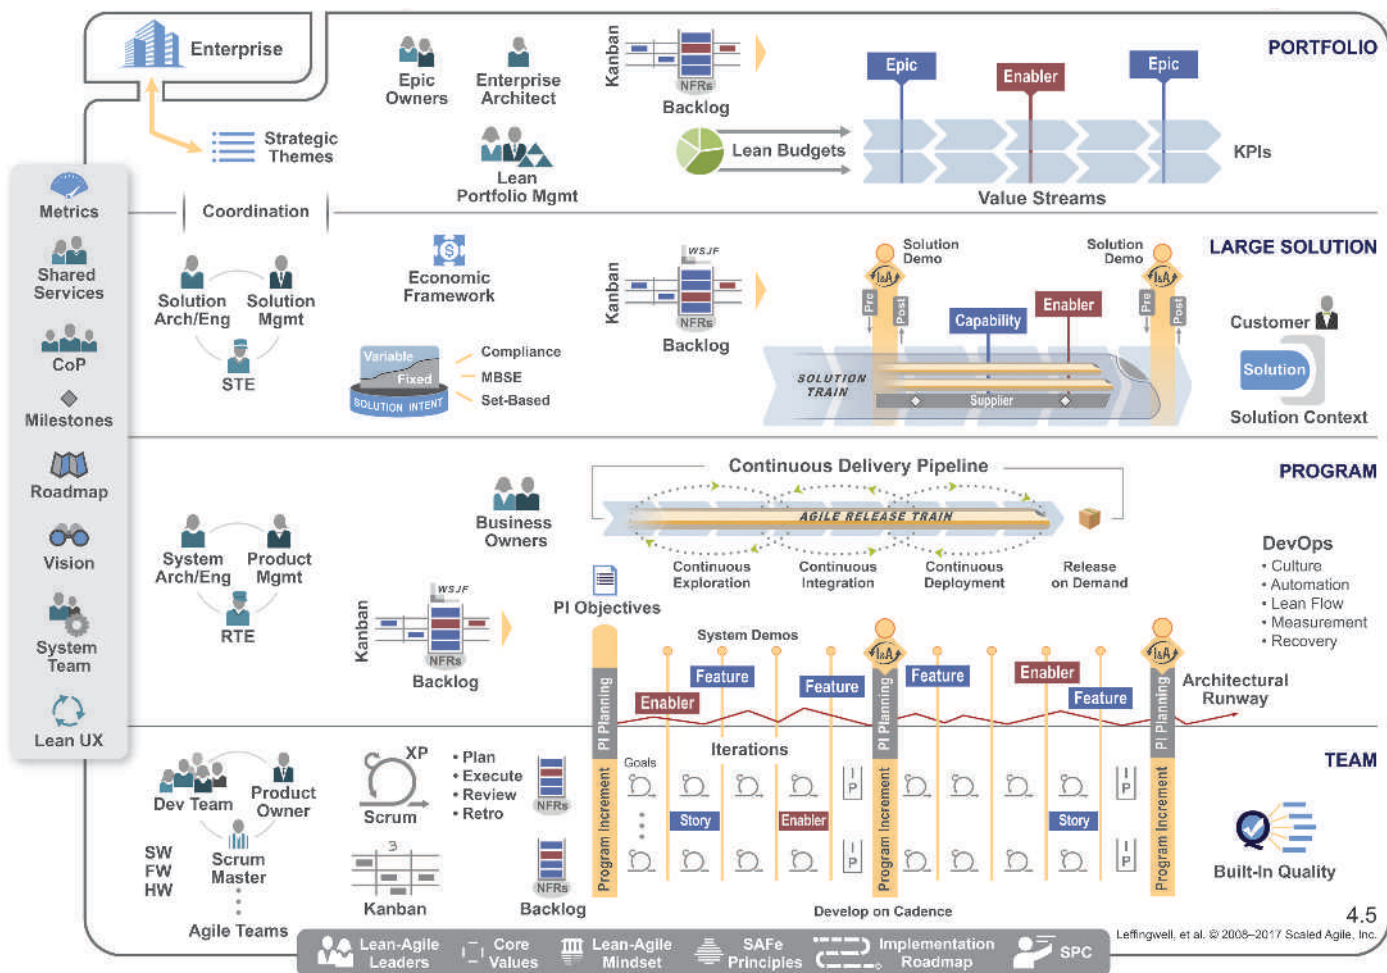 Enterprise
Strategic
Themes
Epic
Owners
Enterprise
Architect
Lean
Portfolio Mgmt
Kanban
NFRs
Backlog
Lean Budgets
Epic
Enabler
Epic
Value Streams
KPIs
PORTFOLIO
Metrics
Shared
Services
CoP
Milestones
Roadmap
Vision
System
Team
Lean UX
Coordination
Solution
Arch/Eng
Solution
Mgmt
STE
Economic
Framework
Variable
Fixed
SOLUTION INTENT
Compliance
MBSE
Set-Based
Kanban
WSJF
NFRs
Backlog
Solution
Demo
I&A
Pre
Post
Capability
Enabler
Solution
Demo
I&A
Pre
Post
SOLUTION
TRAIN
Supplier
LARGE SOLUTION
Customer
Solution
Solution Context
System
Arch/Eng
Product
Mgmt
RTE
Business
Owners
Kanban
WSJF
NFRs
Backlog
Continuous Delivery Pipeline
AGILE RELEASE TRAIN
Continuous
Exploration
Continuous
Integration
Continuous
Deployment
Release
on Demand
PROGRAM
DevOps
• Culture
• Automation
• Lean Flow
• Measurement
• Recovery
PI Objectives
System Demos
I&A
I&A
Enabler
Feature
Feature
Feature
Enabler
Feature
Architectural
Runway
PI Planning
PI Planning
PI Planning
Dev Team
Product
Owner
Scrum
Master
SW
FW
HW
Agile Teams
XP
Scrum
• Plan
• Execute
• Review
• Retro
3
Kanban
NFRs
NFRs
Backlog
Program Increment
Program Increment
Program Increment
Iterations
Goals
Story
Enabler
Story
I P
I P
I P
I P
Develop on Cadence
TEAM
Built-In Quality
4.5
Leffingwell, et al. © 2008–2017 Scaled Agile, Inc.
Lean-Agile
Leaders
Core
Values
Lean-Agile
Mindset
SAFe
Principles
Implementation
Roadmap
SPC